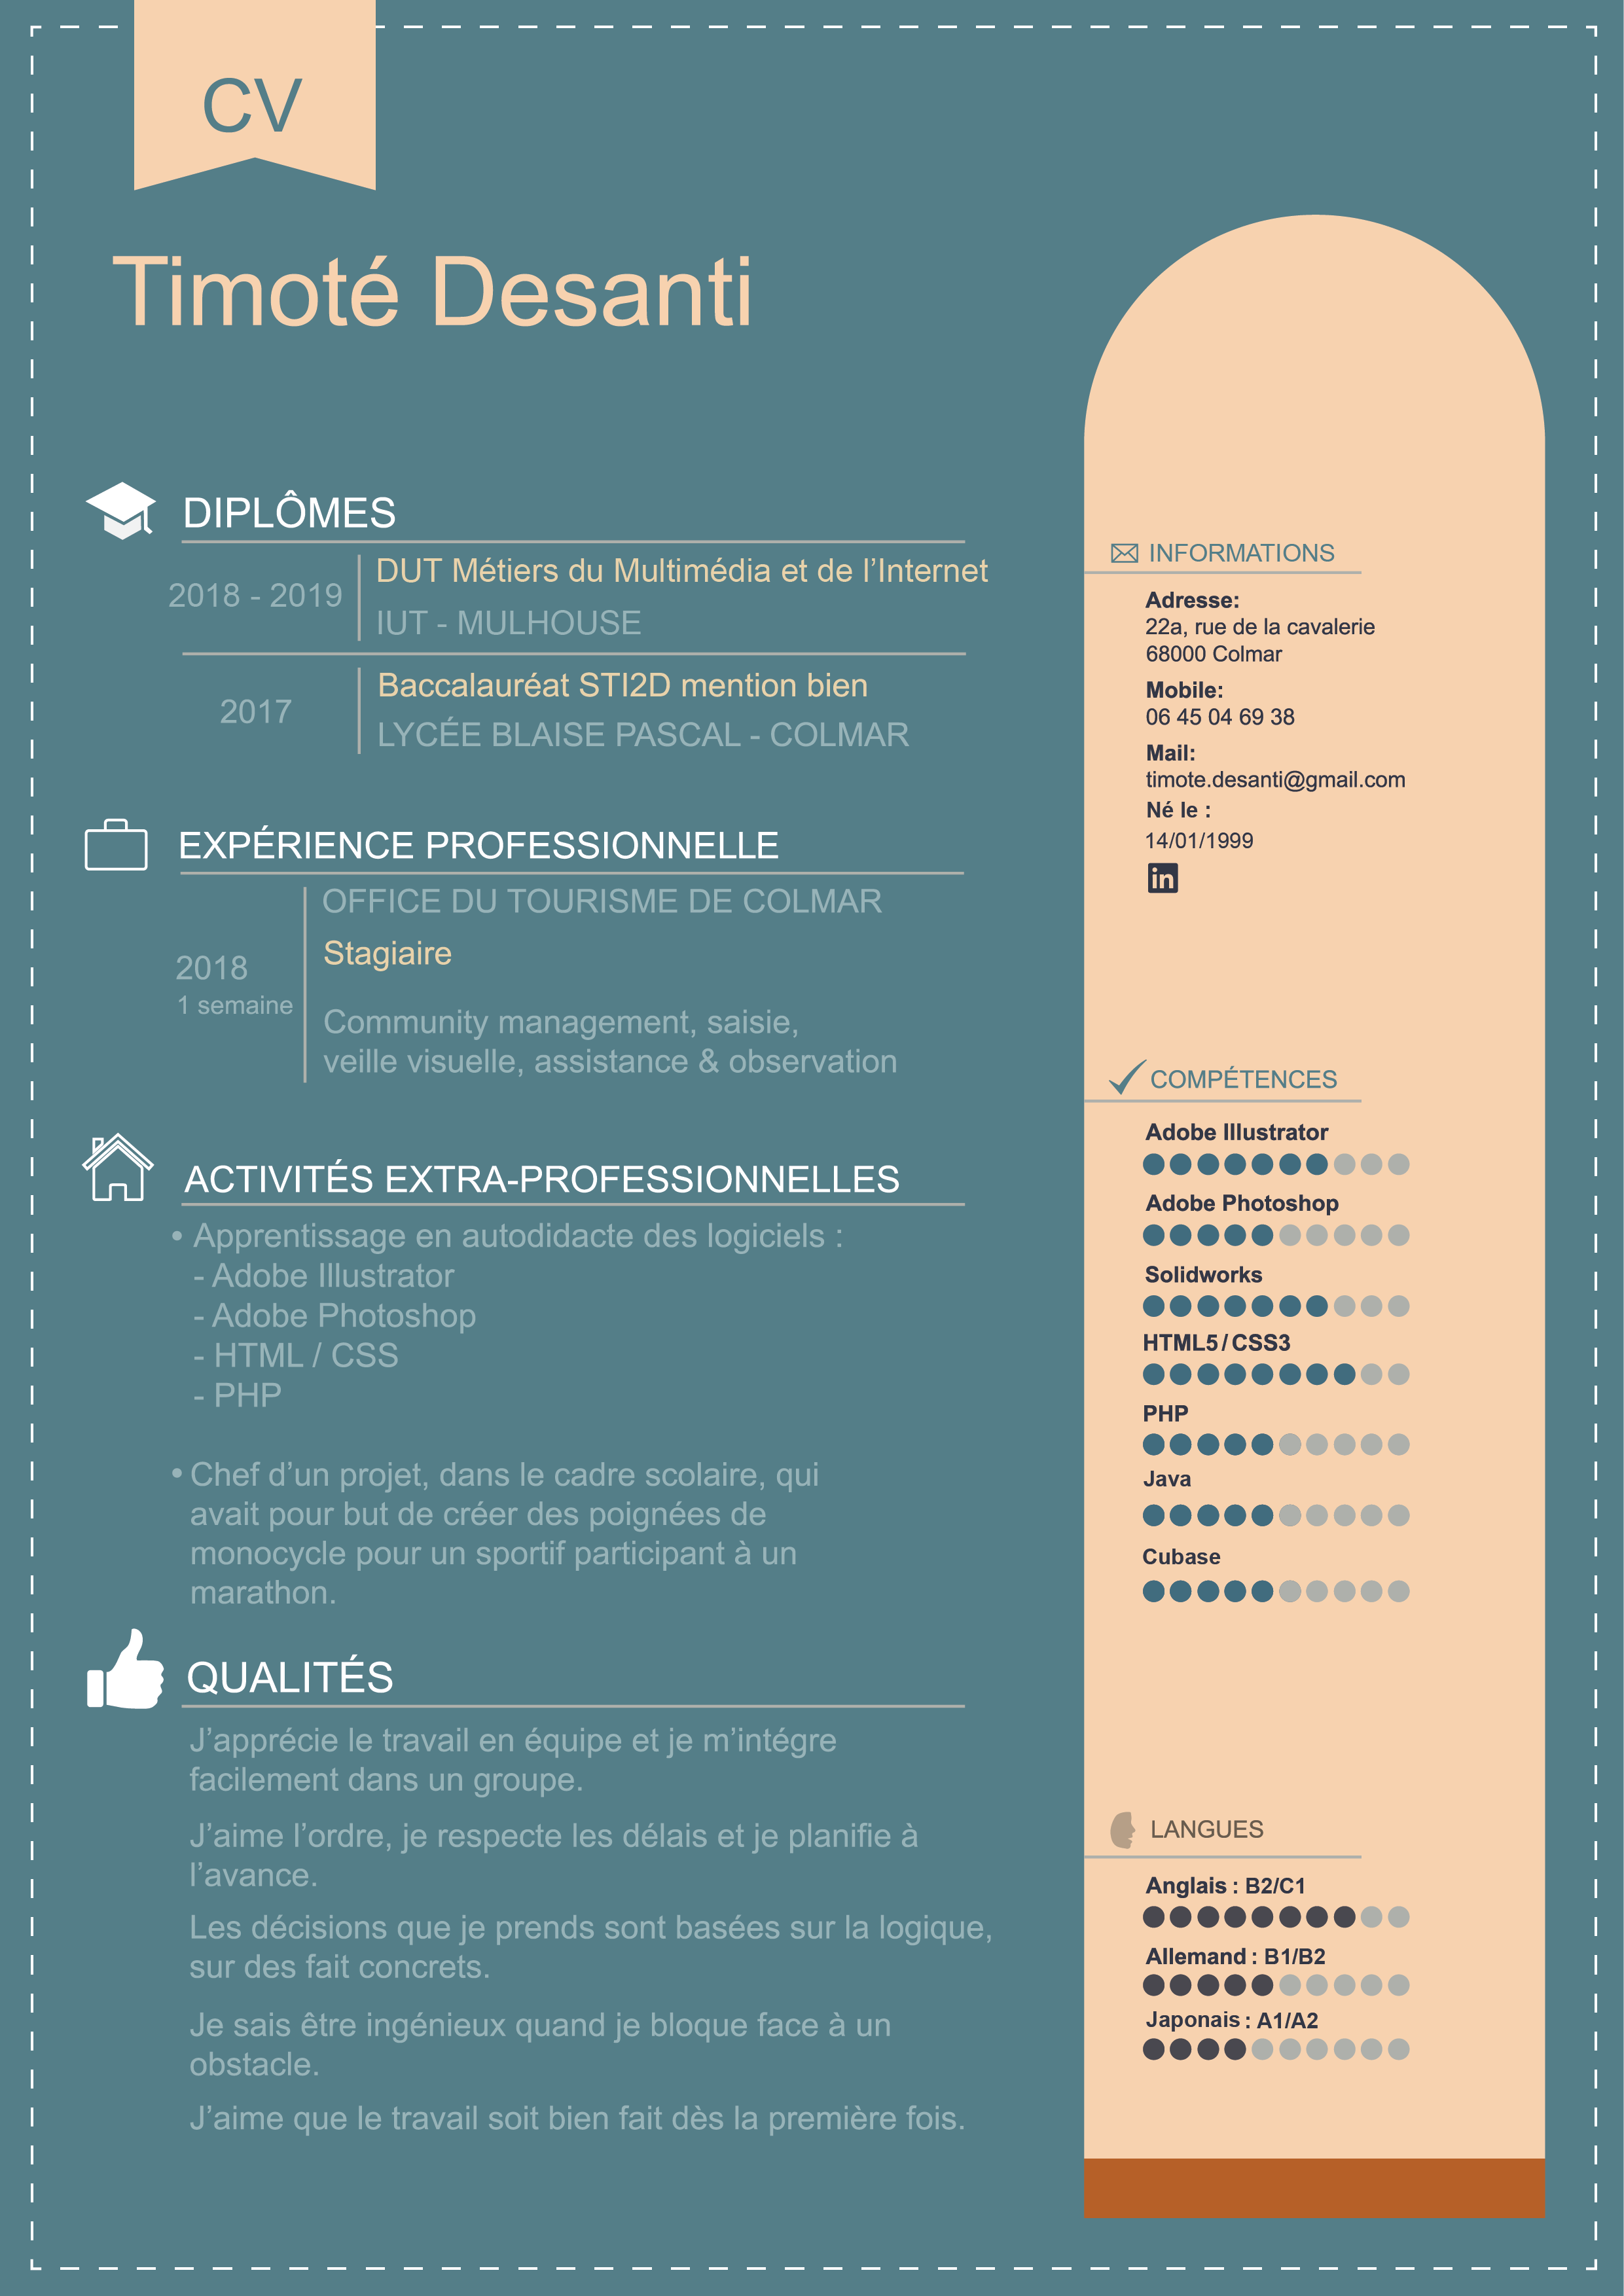 CV
Timoté Desanti
DIPLÔMES
2018 - 2019
DUT Métiers du Multimédia et de l’Internet
IUT - MULHOUSE
2017
Baccalauréat STI2D mention bien
LYCÉE BLAISE PASCAL - COLMAR
EXPÉRIENCE PROFESSIONNELLE
2018
1 semaine
OFFICE DU TOURISME DE COLMAR
Stagiaire
Community management, saisie,
veille visuelle, assistance & observation
ACTIVITÉS EXTRA-PROFESSIONNELLES
• Apprentissage en autodidacte des logiciels :
- Adobe Illustrator
- Adobe Photoshop
- HTML / CSS
- PHP
• Chef d’un projet, dans le cadre scolaire, qui
avait pour but de créer des poignées de
monocycle pour un sportif participant à un
marathon.
QUALITÉS
J’apprécie le travail en équipe et je m’intégre
facilement dans un groupe.
J’aime l’ordre, je respecte les délais et je planifie à
l’avance.
Les décisions que je prends sont basées sur la logique,
sur des fait concrets.
Je sais être ingénieux quand je bloque face à un
obstacle.
J’aime que le travail soit bien fait dès la première fois.
INFORMATIONS
Adresse:
22a, rue de la cavalerie
68000 Colmar
Mobile:
06 45 04 69 38
Mail:
timote.desanti@gmail.com
Né le :
14/01/1999
in
COMPÉTENCES
Adobe Illustrator
Adobe Photoshop
Solidworks
HTML5 / CSS3
PHP
Java
Cubase
LANGUES
Anglais : B2/C1
Allemand : B1/B2
Japonais : A1/A2